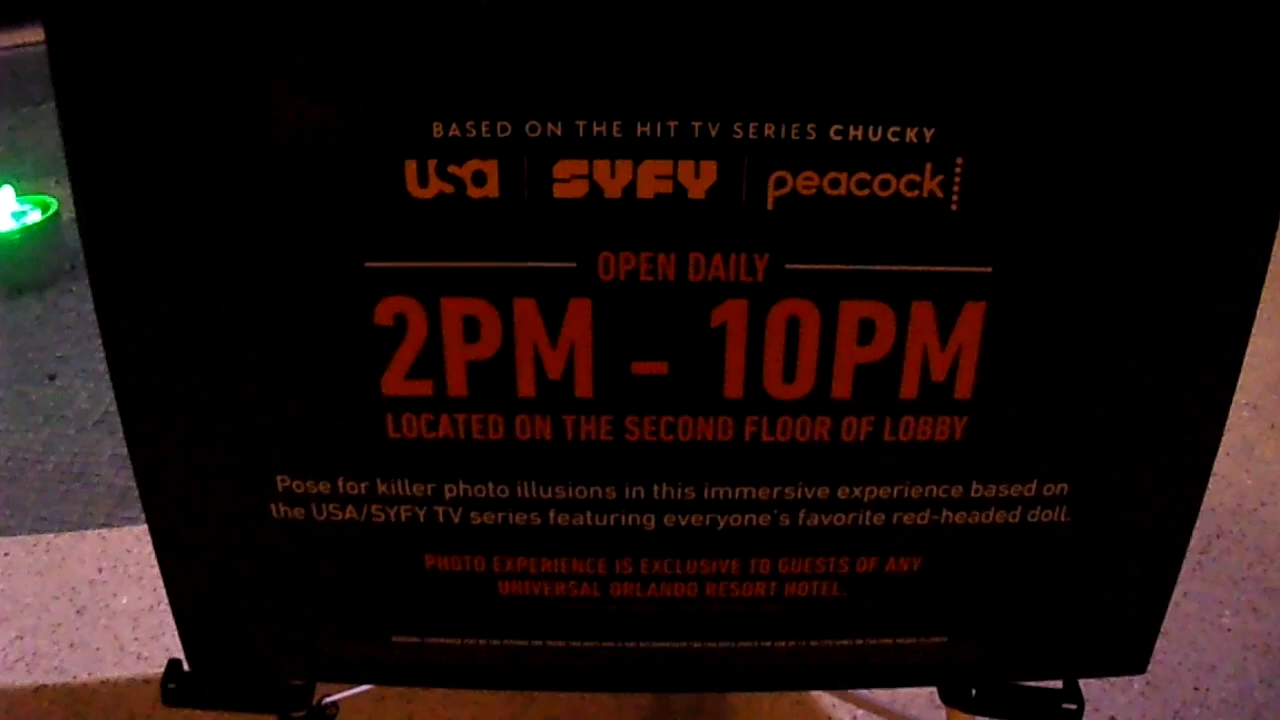 BASED ON THE HIT TV SERIES CHUCKY
usa SYFY peacock
OPEN DAILY
2PM - 10PM
LOCATED ON THE SECOND FLOOR OF LOBBY
Pose for killer photo illusions in this immersive experience based on
the USA/SYFY TV series featuring everyone's favorite red-headed doll.
PHOTO EXPERIENCE IS EXCLUSIVE TO GUESTS OF ANY
UNIVERSAL ORLANDO RESORT HOTEL.